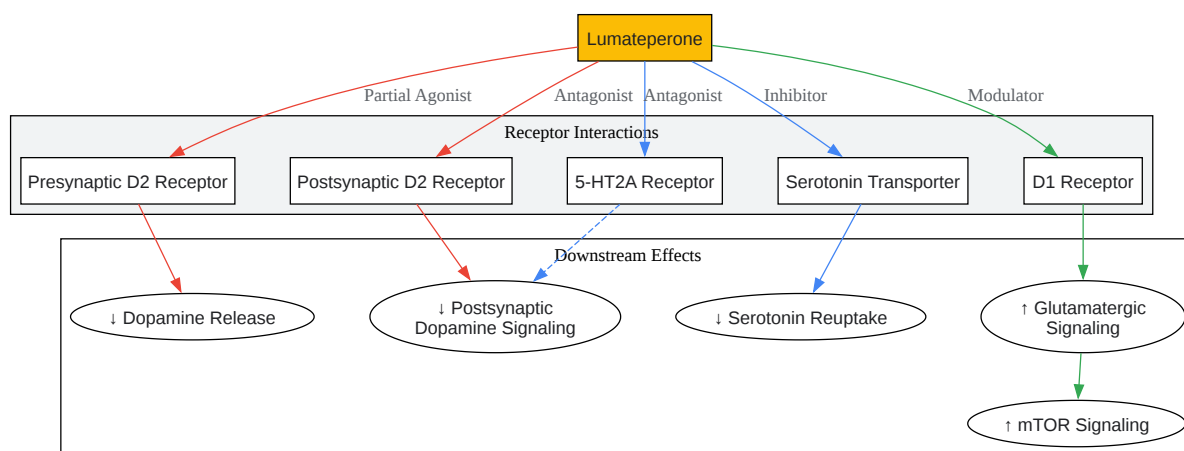 Lumateperone
Partial Agonist
Antagonist
Antagonist
Inhibitor
Modulator
Receptor Interactions
Presynaptic D2 Receptor
Postsynaptic D2 Receptor
5-HT2A Receptor
Serotonin Transporter
D1 Receptor
Downstream Effects
↓ Dopamine Release
↓ Postsynaptic
Dopamine Signaling
↓ Serotonin Reuptake
↑ Glutamatergic
Signaling
↑ mTOR Signaling